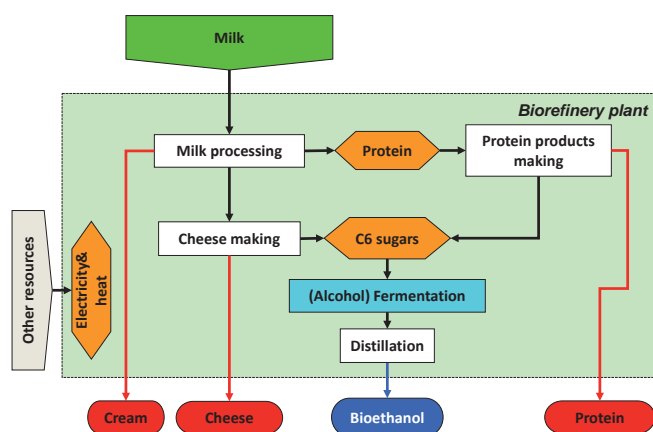 Milk
Biorefinery plant
Milk processing
Protein
Protein products
making
Cheese making
C6 sugars
Other resources
Electricity&
heat
(Alcohol) Fermentation
Distillation
Cream
Cheese
Bioethanol
Protein